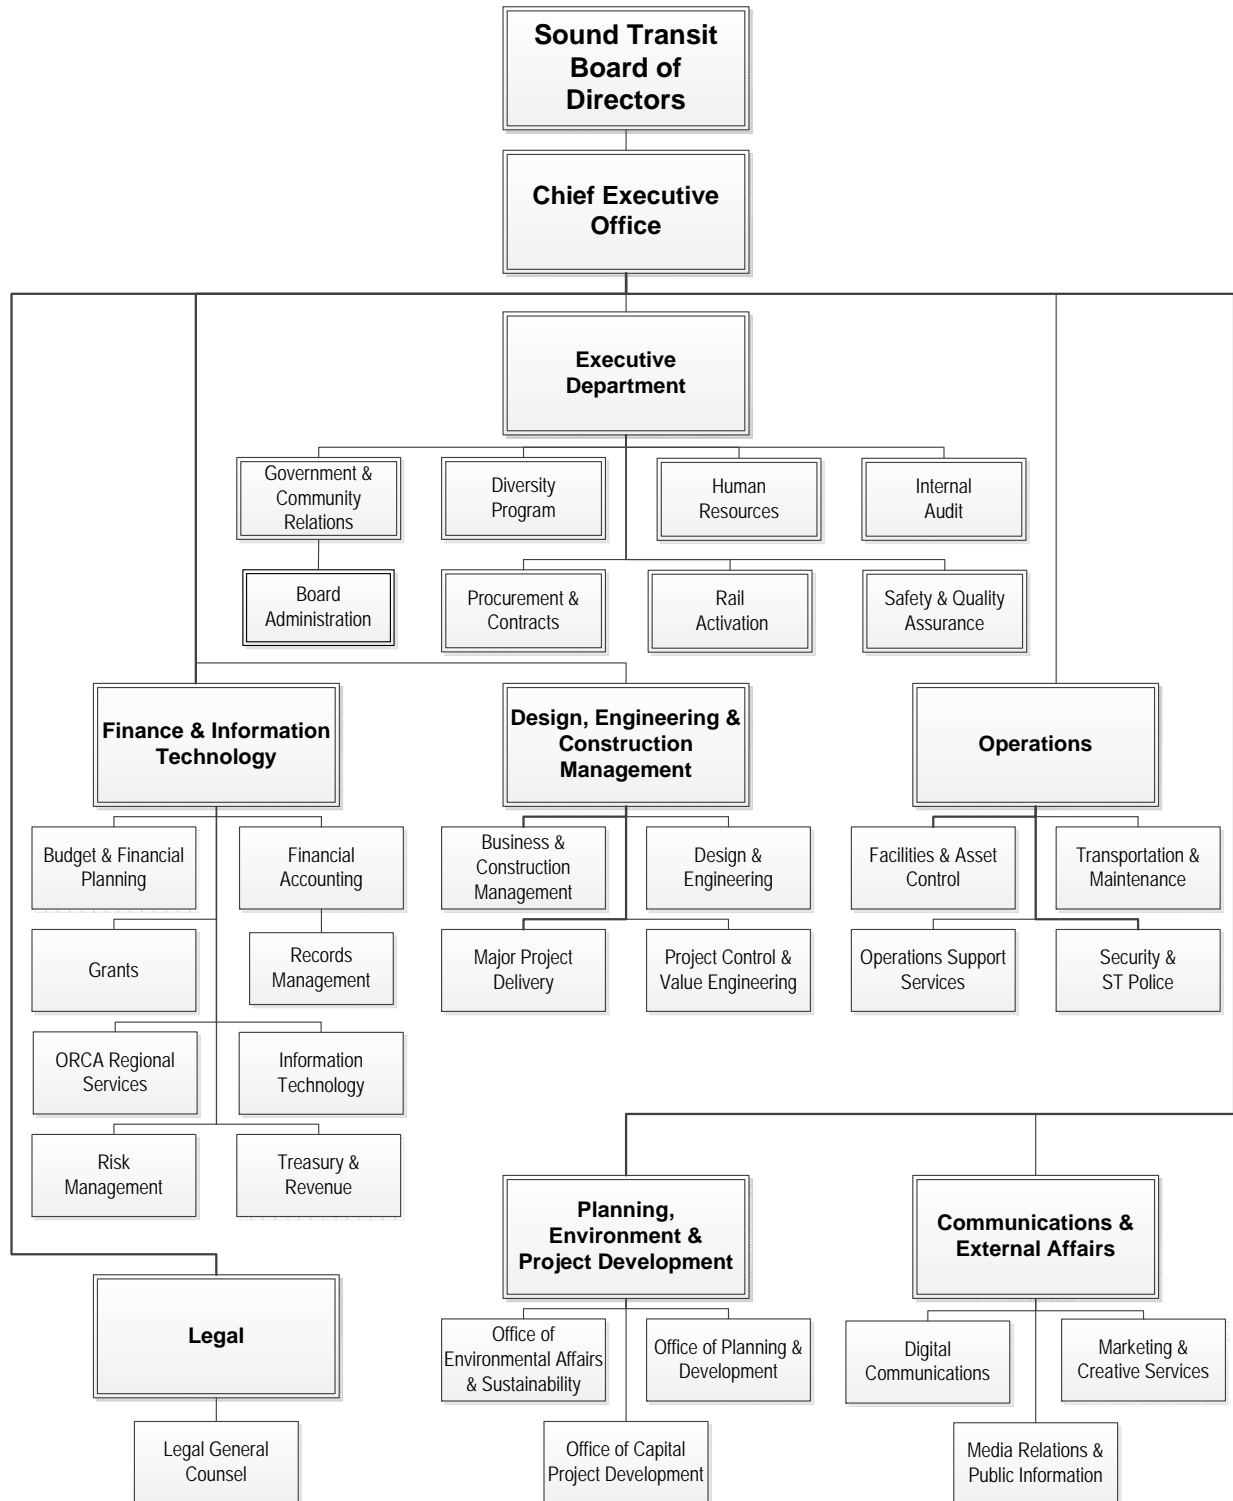 Sound Transit
Board of
Directors
Chief Executive
Office
Executive
Department
Government &
Community
Relations
Diversity
Program
Human
Resources
Internal
Audit
Board
Administration
Procurement &
Contracts
Rail
Activation
Safety & Quality
Assurance
Finance & Information
Technology
Design, Engineering &
Construction
Management
Operations
Budget & Financial
Planning
Financial
Accounting
Business &
Construction
Management
Design &
Engineering
Facilities & Asset
Control
Transportation &
Maintenance
Grants
Records
Management
Major Project
Delivery
Project Control &
Value Engineering
Operations Support
Services
Security &
ST Police
ORCA Regional
Services
Information
Technology
Risk
Management
Treasury &
Revenue
Planning,
Environment &
Project Development
Communications &
External Affairs
Legal
Office of
Environmental Affairs
& Sustainability
Office of Planning &
Development
Digital
Communications
Marketing &
Creative Services
Legal General
Counsel
Office of Capital
Project Development
Media Relations &
Public Information